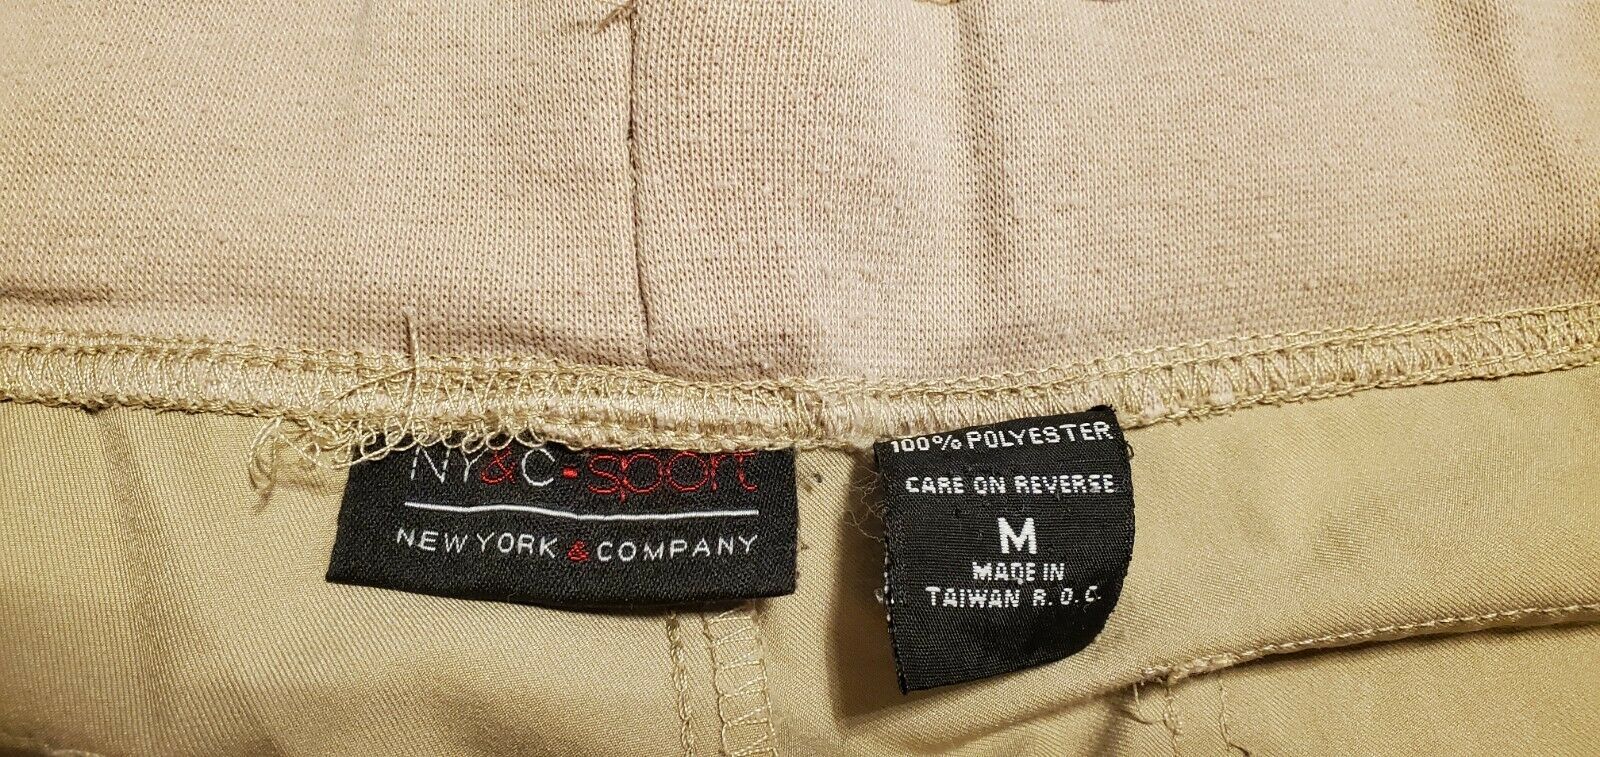 NY&C-sport
NEW YORK & COMPANY
100% POLYESTER
CARE ON REVERSE
M
MADE IN
TAIWAN R.O.C.